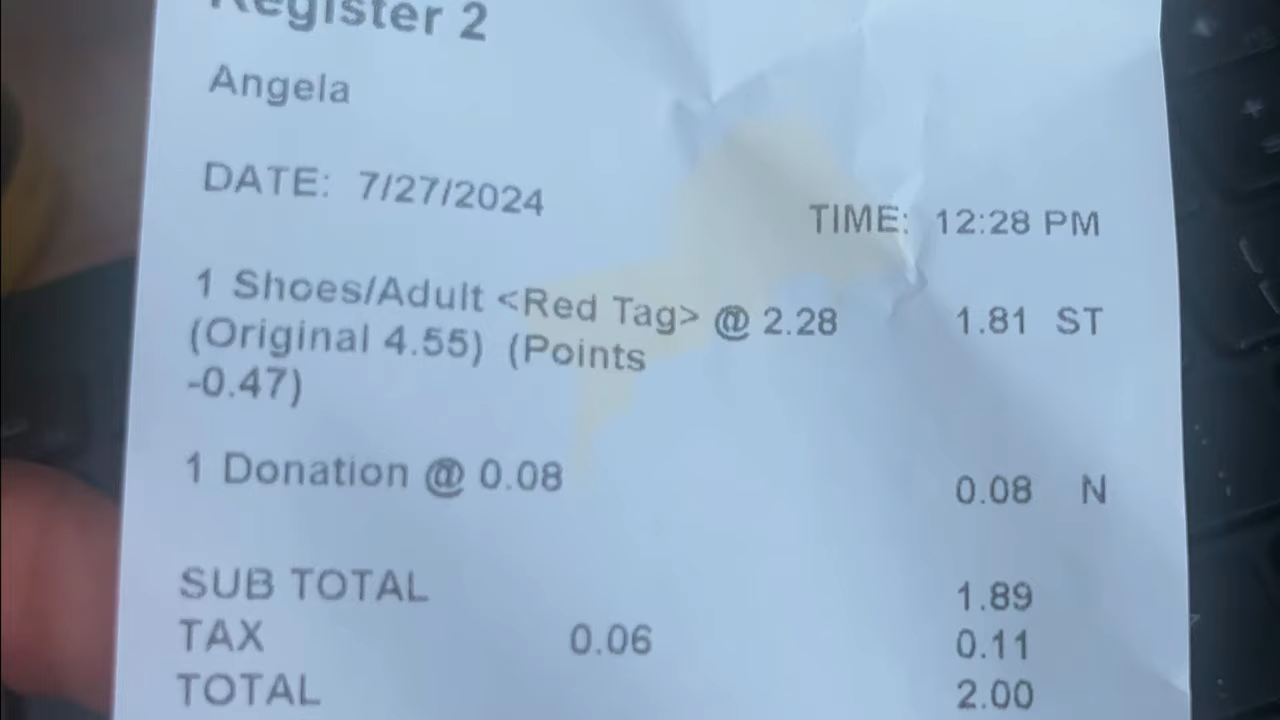 Register 2
Angela
DATE: 7/27/2024
TIME: 12:28 PM
1 Shoes/Adult <Red Tag> @ 2.28 1.81 ST
(Original 4.55) (Points
-0.47)
1 Donation @ 0.08 0.08 N
SUB TOTAL 1.89
TAX 0.06 0.11
TOTAL 2.00